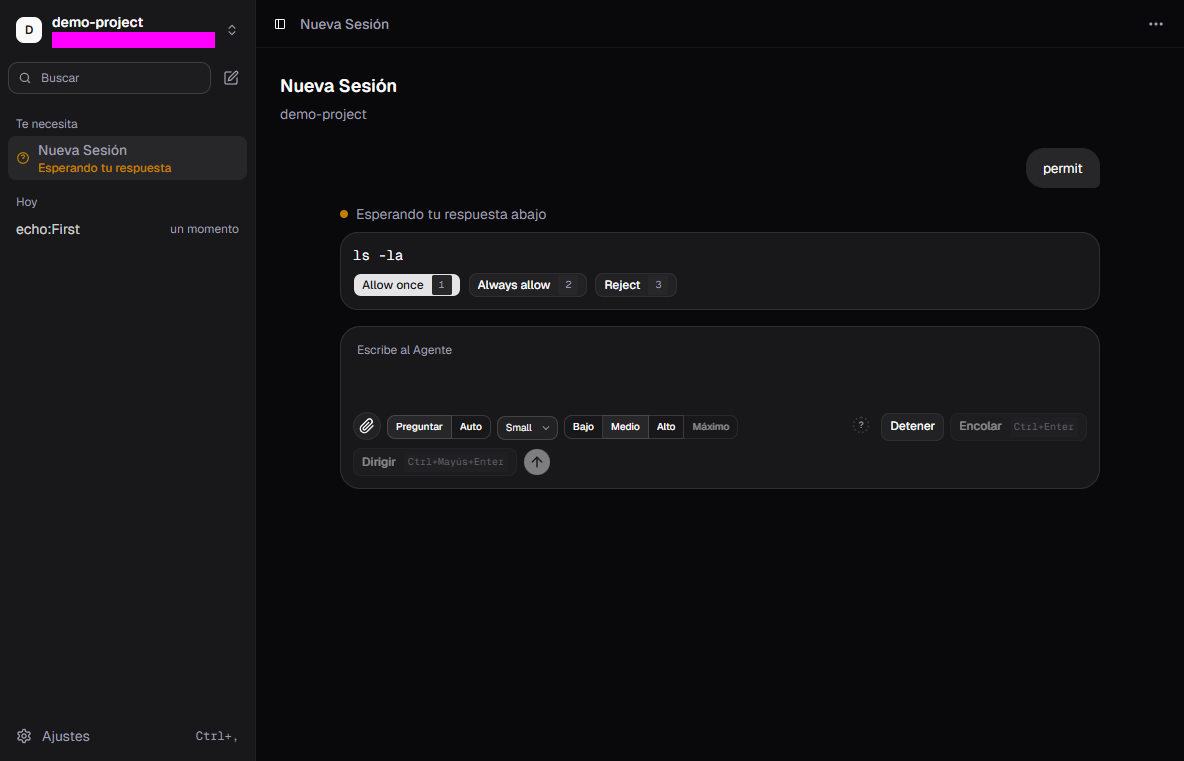 D
demo-project
Buscar
Te necesita
Nueva Sesión
Esperando tu respuesta
Hoy
echo:First un momento
Ajustes Ctrl+,
Nueva Sesión
Nueva Sesión
demo-project
permit
Esperando tu respuesta abajo
ls -la
Allow once 1 Always allow 2 Reject 3
Escribe al Agente
Preguntar Auto Small Bajo Medio Alto Máximo ? Detener Encolar Ctrl+Enter
Dirigir Ctrl+Mayús+Enter